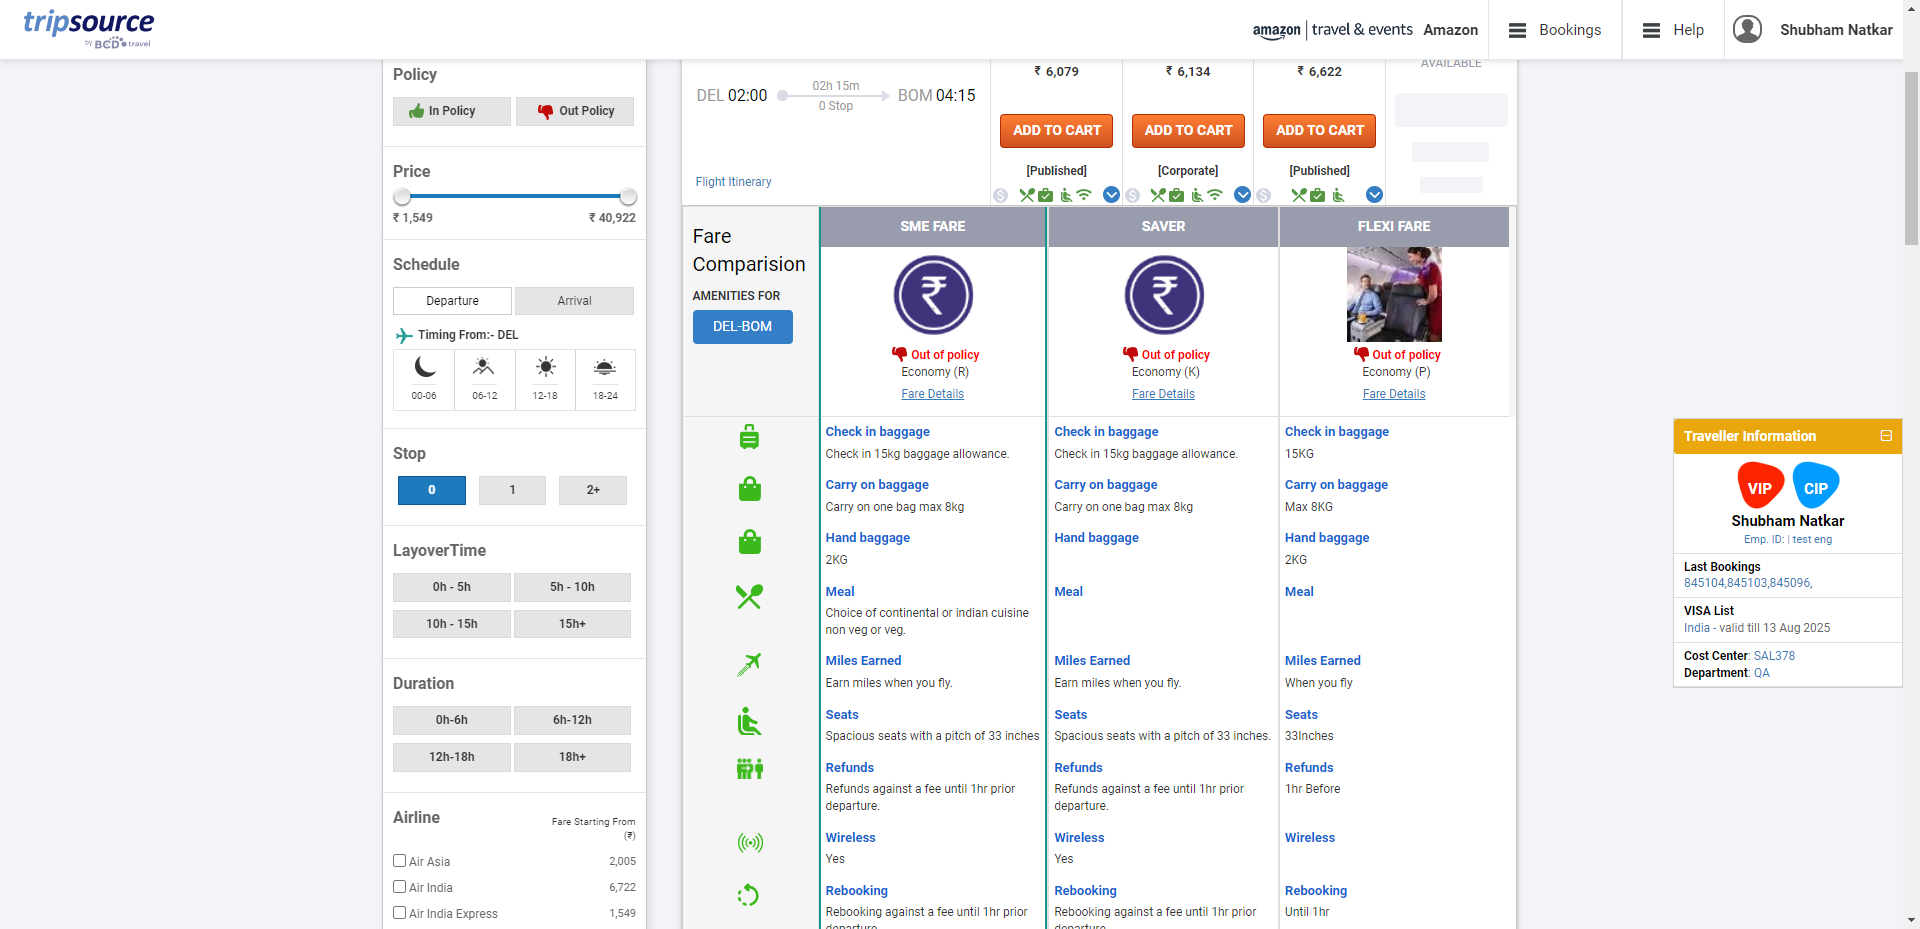 tripsource
by BCD travel
amazon | travel & events Amazon
Bookings
Help
Shubham Natkar
Policy
In Policy
Out Policy
Price
₹ 1,549
₹ 40,922
Schedule
Departure
Arrival
Timing From:- DEL
00-06
06-12
12-18
18-24
Stop
0
1
2+
LayoverTime
0h - 5h
5h - 10h
10h - 15h
15h+
Duration
0h-6h
6h-12h
12h-18h
18h+
Airline
Fare Starting From
(₹)
Air Asia
2,005
Air India
6,722
Air India Express
1,549
DEL 02:00
02h 15m
0 Stop
BOM 04:15
Flight Itinerary
₹ 6,079
ADD TO CART
[Published]
₹ 6,134
ADD TO CART
[Corporate]
₹ 6,622
ADD TO CART
[Published]
AVAILABLE
Fare
Comparision
AMENITIES FOR
DEL-BOM
SME FARE
₹
Out of policy
Economy (R)
Fare Details
Check in baggage
Check in 15kg baggage allowance.
Carry on baggage
Carry on one bag max 8kg
Hand baggage
2KG
Meal
Choice of continental or indian cuisine
non veg or veg.
Miles Earned
Earn miles when you fly.
Seats
Spacious seats with a pitch of 33 inches
Refunds
Refunds against a fee until 1hr prior
departure.
Wireless
Yes
Rebooking
Rebooking against a fee until 1hr prior
departure
SAVER
₹
Out of policy
Economy (K)
Fare Details
Check in baggage
Check in 15kg baggage allowance.
Carry on baggage
Carry on one bag max 8kg
Hand baggage
Meal
Miles Earned
Earn miles when you fly.
Seats
Spacious seats with a pitch of 33 inches.
Refunds
Refunds against a fee until 1hr prior
departure.
Wireless
Yes
Rebooking
Rebooking against a fee until 1hr prior
departure
FLEXI FARE
Out of policy
Economy (P)
Fare Details
Check in baggage
15KG
Carry on baggage
Max 8KG
Hand baggage
2KG
Meal
Miles Earned
When you fly
Seats
33Inches
Refunds
1hr Before
Wireless
Rebooking
Until 1hr
Traveller Information
VIP
CIP
Shubham Natkar
Emp. ID: | test eng
Last Bookings
845104,845103,845096,
VISA List
India - valid till 13 Aug 2025
Cost Center: SAL378
Department: QA